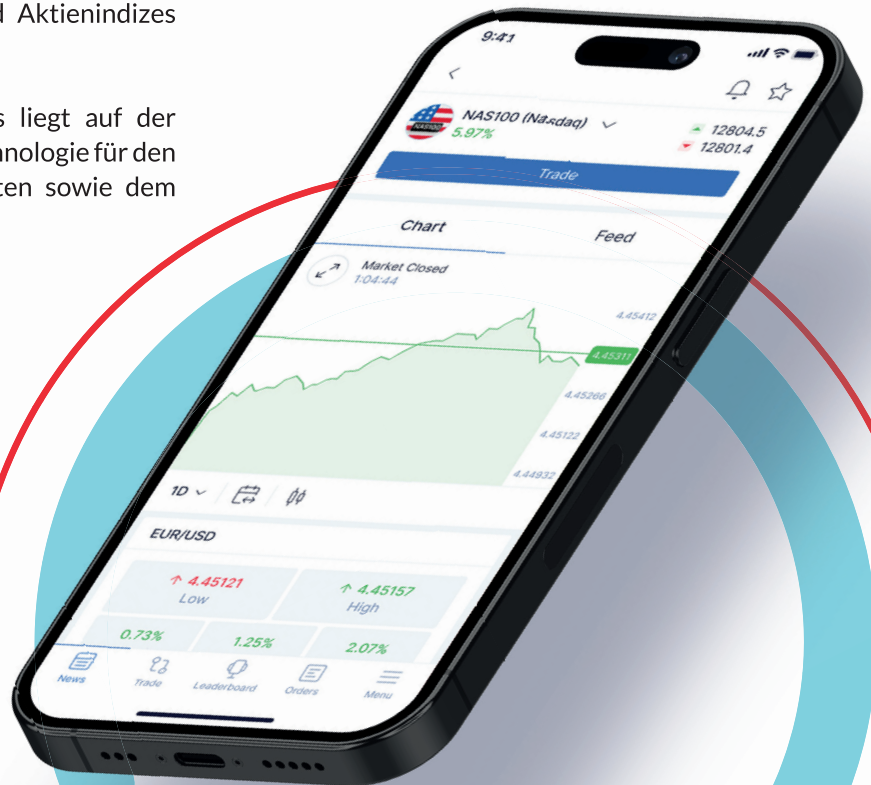 Aktienindizes
liegt auf der
für den
sowie dem
9:41
NAS100 (Nasdaq)
NAS100
5.97%
12804.5
12801.4
Trade
Chart
Feed
Market Closed
1:04:44
4.45412
4.45311
4.45266
4.45122
4.44932
1D
EUR/USD
4.45121
Low
4.45157
High
0.73%
1.25%
2.07%
News
Trade
Leaderboard
Orders
Menu